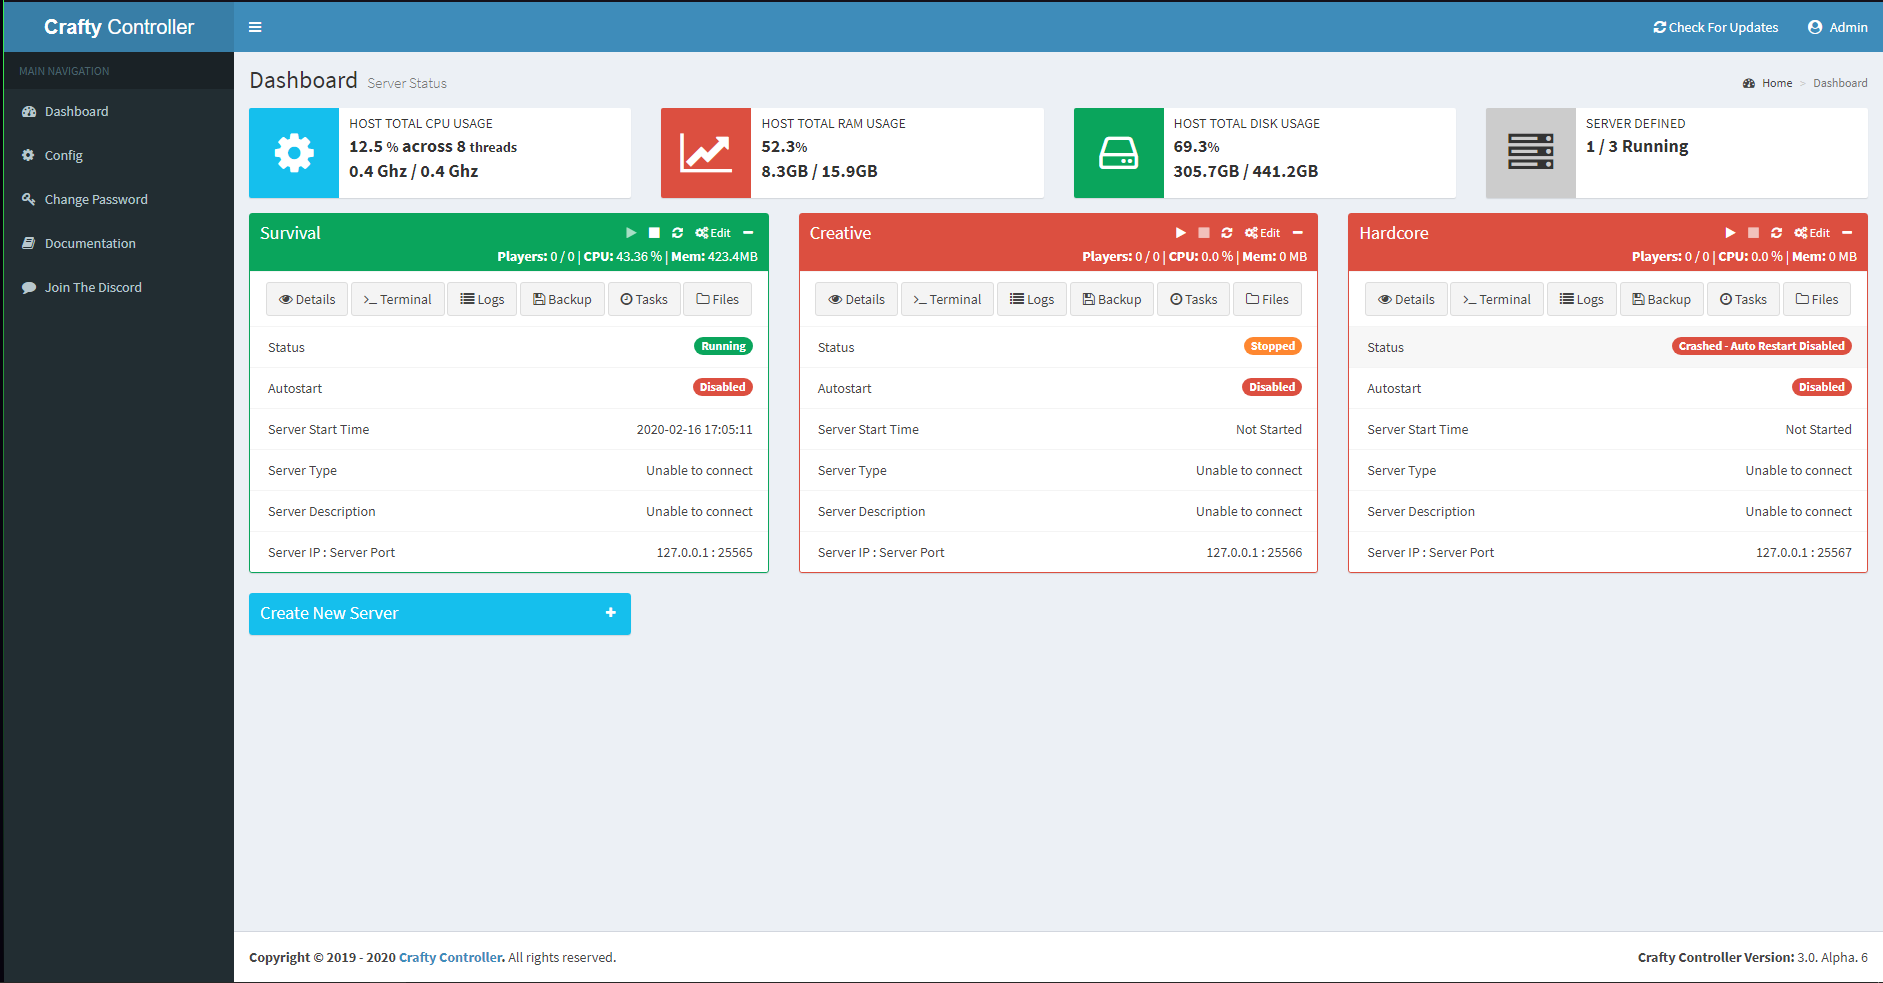 Crafty Controller
Check For Updates
Admin
MAIN NAVIGATION
Dashboard
Config
Change Password
Documentation
Join The Discord
Dashboard Server Status
Home > Dashboard
HOST TOTAL CPU USAGE
12.5 % across 8 threads
0.4 Ghz / 0.4 Ghz
HOST TOTAL RAM USAGE
52.3%
8.3GB / 15.9GB
HOST TOTAL DISK USAGE
69.3%
305.7GB / 441.2GB
SERVER DEFINED
1 / 3 Running
Survival
Edit
Players: 0 / 0 | CPU: 43.36 % | Mem: 423.4MB
Details Terminal Logs Backup Tasks Files
Status Running
Autostart Disabled
Server Start Time 2020-02-16 17:05:11
Server Type Unable to connect
Server Description Unable to connect
Server IP : Server Port 127.0.0.1 : 25565
Creative
Edit
Players: 0 / 0 | CPU: 0.0 % | Mem: 0 MB
Details Terminal Logs Backup Tasks Files
Status Stopped
Autostart Disabled
Server Start Time Not Started
Server Type Unable to connect
Server Description Unable to connect
Server IP : Server Port 127.0.0.1 : 25566
Hardcore
Edit
Players: 0 / 0 | CPU: 0.0 % | Mem: 0 MB
Details Terminal Logs Backup Tasks Files
Status Crashed - Auto Restart Disabled
Autostart Disabled
Server Start Time Not Started
Server Type Unable to connect
Server Description Unable to connect
Server IP : Server Port 127.0.0.1 : 25567
Create New Server +
Copyright © 2019 - 2020 Crafty Controller. All rights reserved.
Crafty Controller Version: 3.0. Alpha. 6